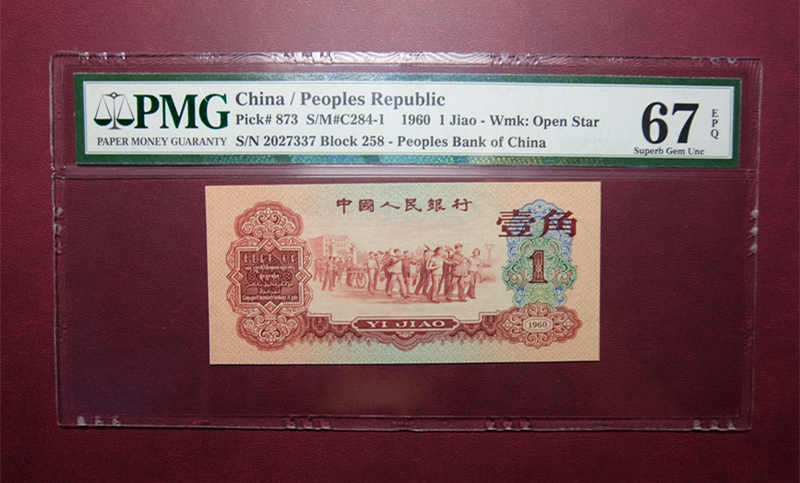 PMG
PAPER MONEY GUARANTY
China / Peoples Republic
Pick# 873 S/M#C284-1 1960 1 Jiao - Wmk: Open Star
S/N 2027337 Block 258 - Peoples Bank of China
67
EPQ
Superb Gem Unc
中國人民銀行
壹角
1
YI JIAO
1960